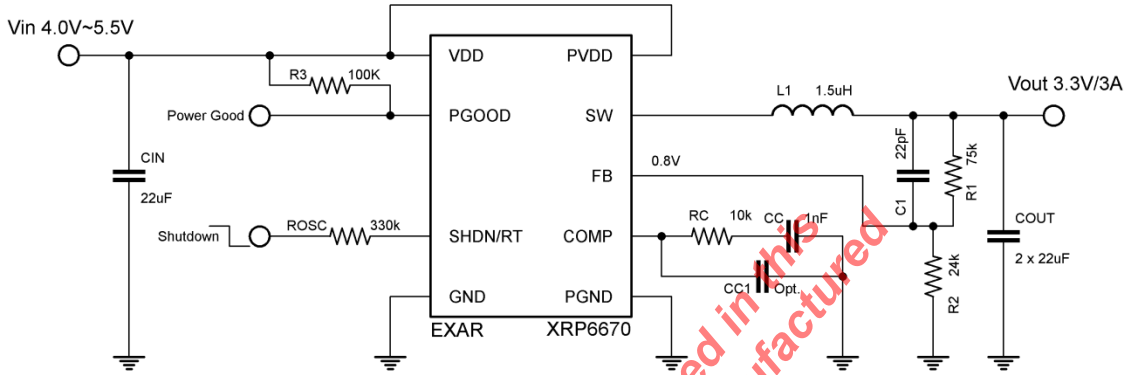 Vin 4.0V~5.5V
R3 100K
Power Good
CIN
22uF
Shutdown
ROSC 330k
VDD
PGOOD
SHDN/RT
GND
PVDD
SW
FB
COMP
PGND
EXAR XRP6670
L1 1.5uH
Vout 3.3V/3A
0.8V
22pF
C1
75k
R1
RC 10k CC 1nF
CC1 Opt.
24k
R2
COUT
2 x 22uF
ed in this
ufactured